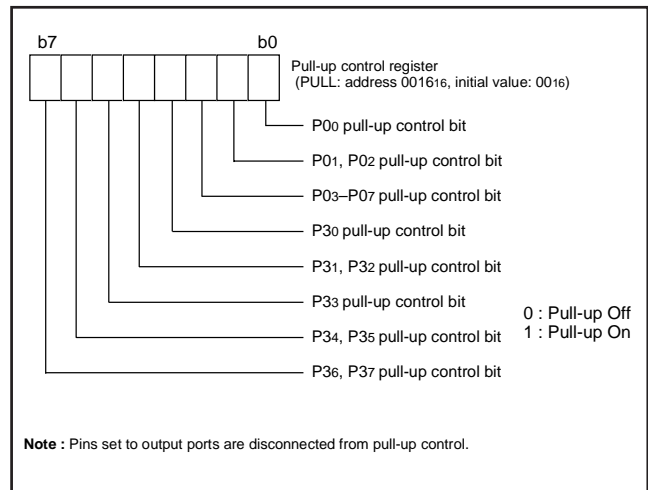 b7 b0
Pull-up control register
(PULL: address 001616, initial value: 0016)
P00 pull-up control bit
P01, P02 pull-up control bit
P03–P07 pull-up control bit
P30 pull-up control bit
P31, P32 pull-up control bit
P33 pull-up control bit
P34, P35 pull-up control bit
P36, P37 pull-up control bit
0 : Pull-up Off
1 : Pull-up On
Note : Pins set to output ports are disconnected from pull-up control.